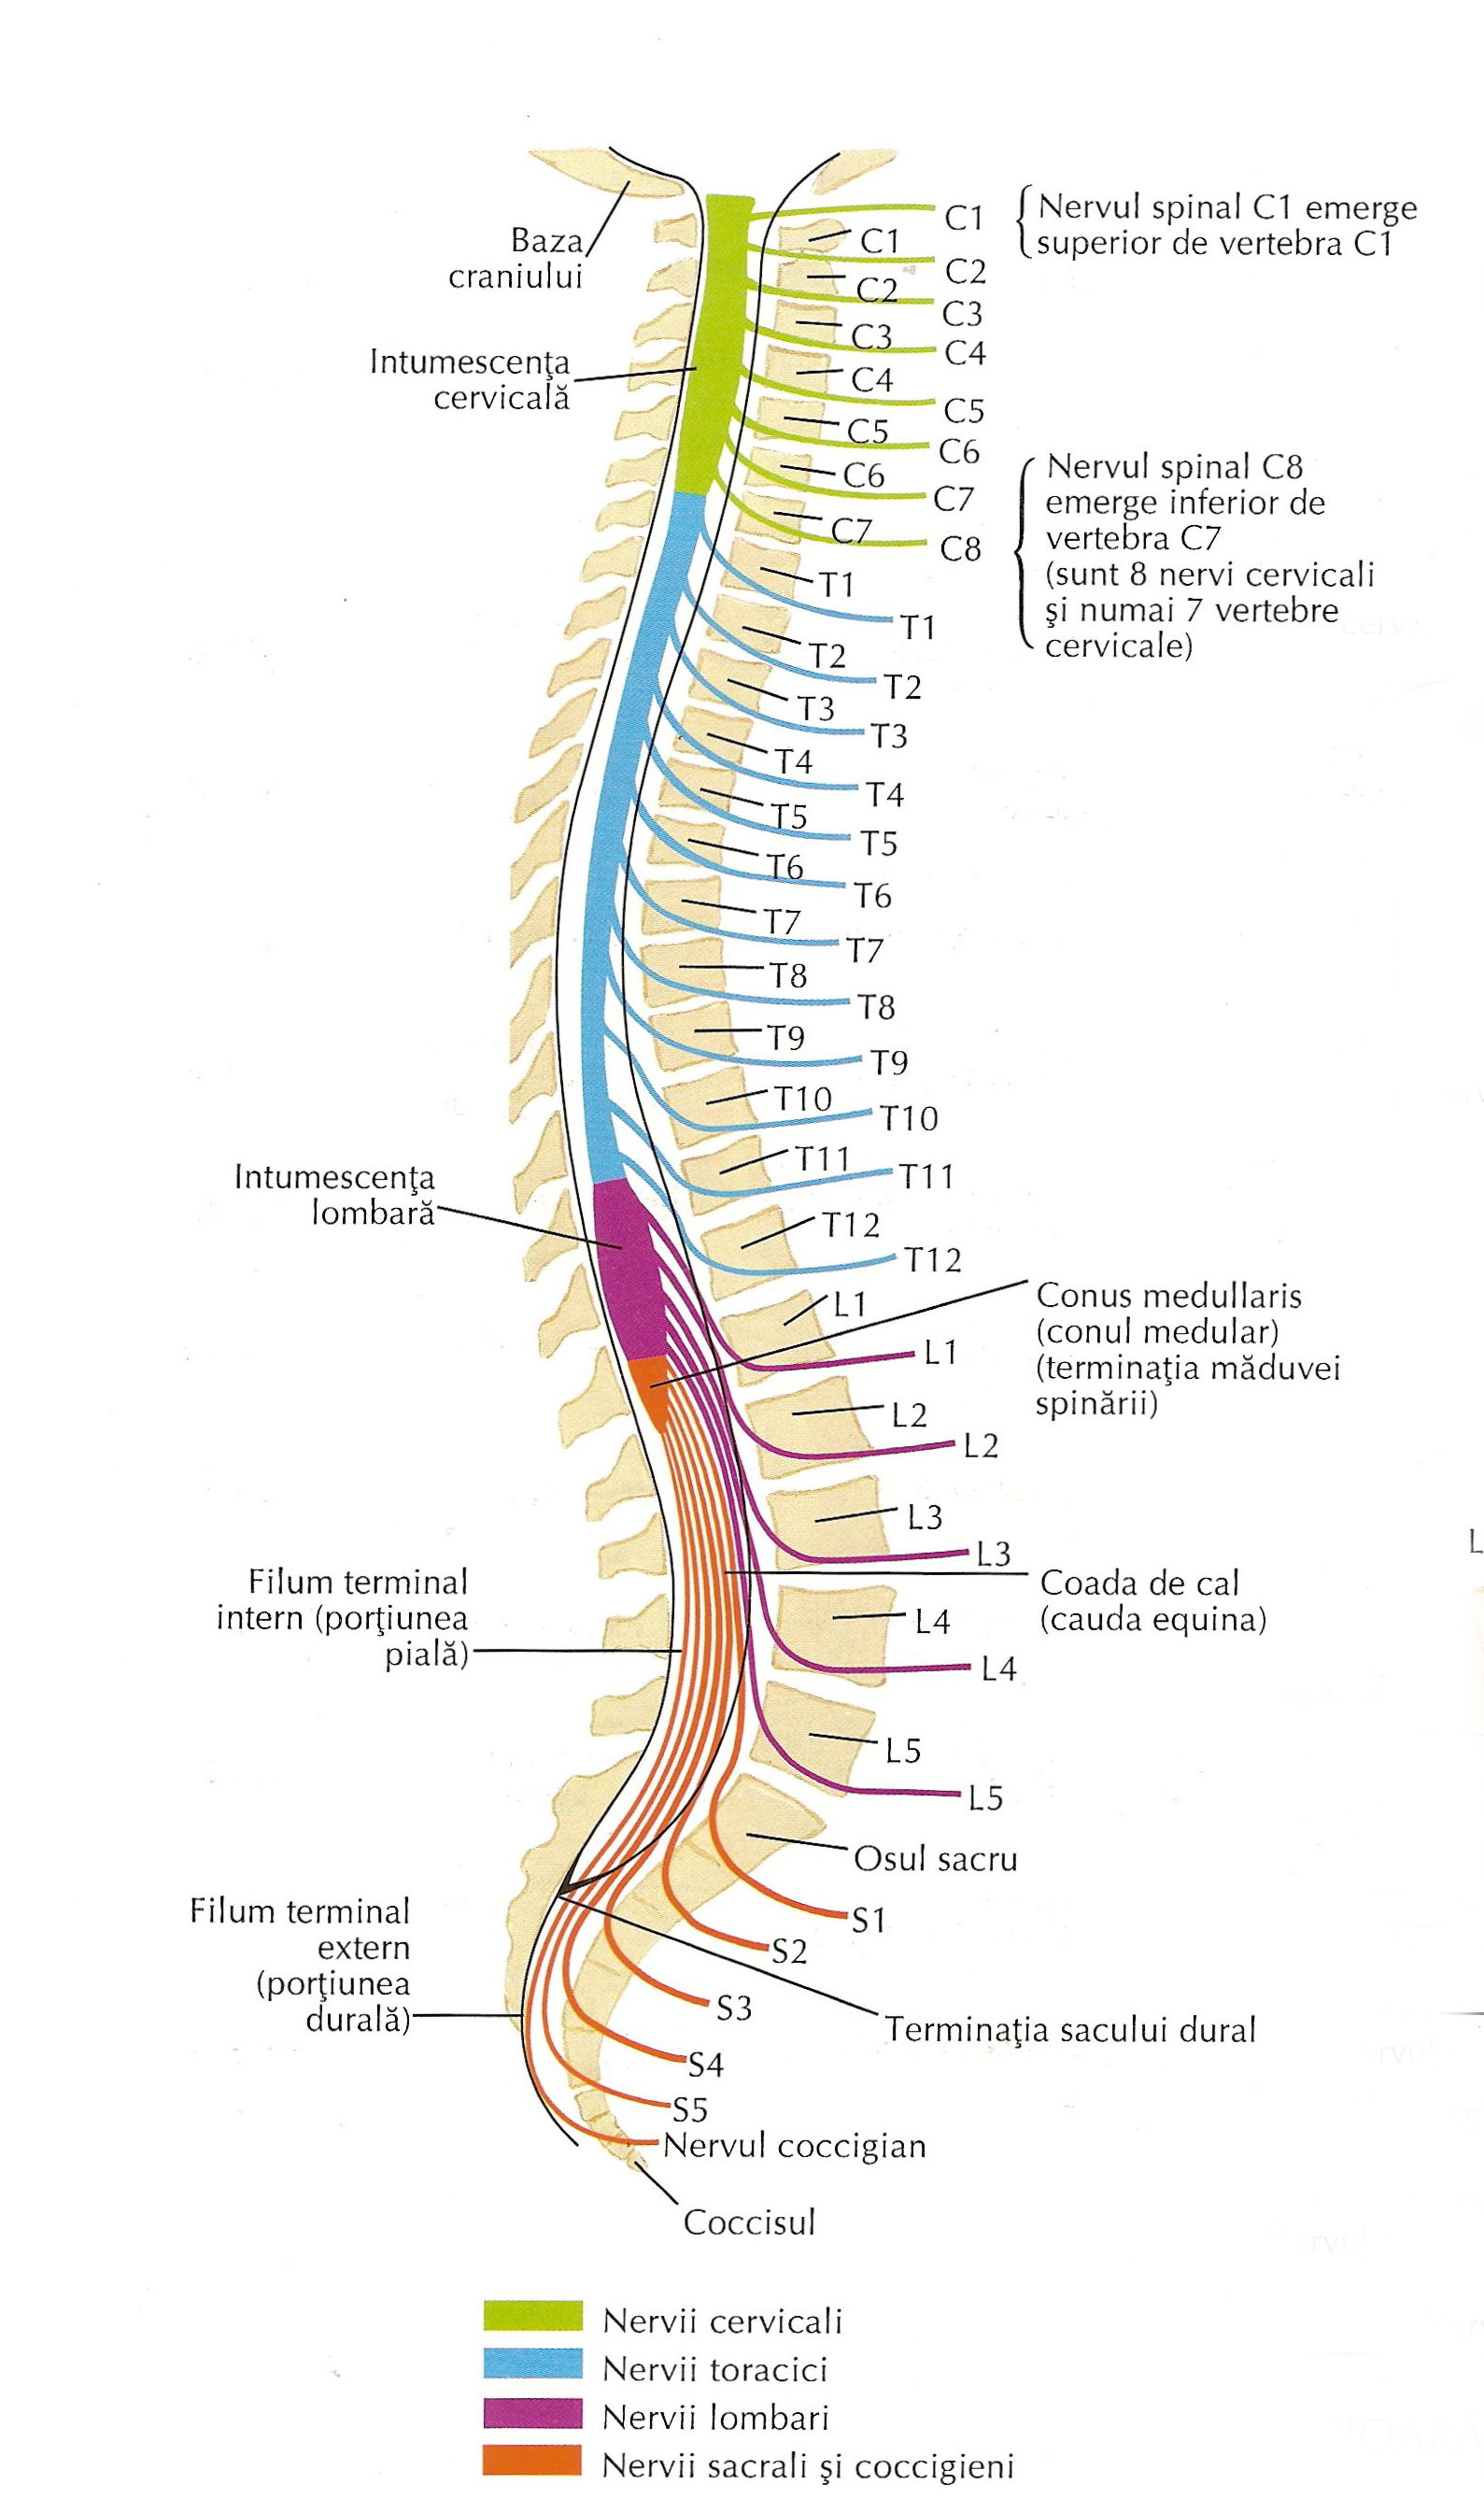 C1
Nervul spinal C1 emerge
superior de vertebra C1
C1
Baza
craniului
C2
C2
C3
C3
C4
Intumescenţa
cervicală
C4
C5
C5
C6
Nervul spinal C8
emerge inferior de
vertebra C7
(sunt 8 nervi cervicali
şi numai 7 vertebre
cervicale)
C6
C7
C7
C8
T1
T1
T2
T2
T3
T3
T4
T4
T5
T5
T6
T6
T7
T7
T8
T8
T9
T9
T10
T10
T11
T11
Intumescenţa
lombară
T12
T12
Conus medullaris
(conul medular)
(terminaţia măduvei
spinării)
L1
L1
L2
L2
L3
L3
L
Coada de cal
(cauda equina)
Filum terminal
intern (porţiunea
pială)
L4
L4
L5
L5
Osul sacru
S1
Filum terminal
extern
(porţiunea
durală)
S2
S3
Terminaţia sacului dural
S4
S5
Nervul coccigian
Coccisul
Nervii cervicali
Nervii toracici
Nervii lombari
Nervii sacrali şi coccigieni